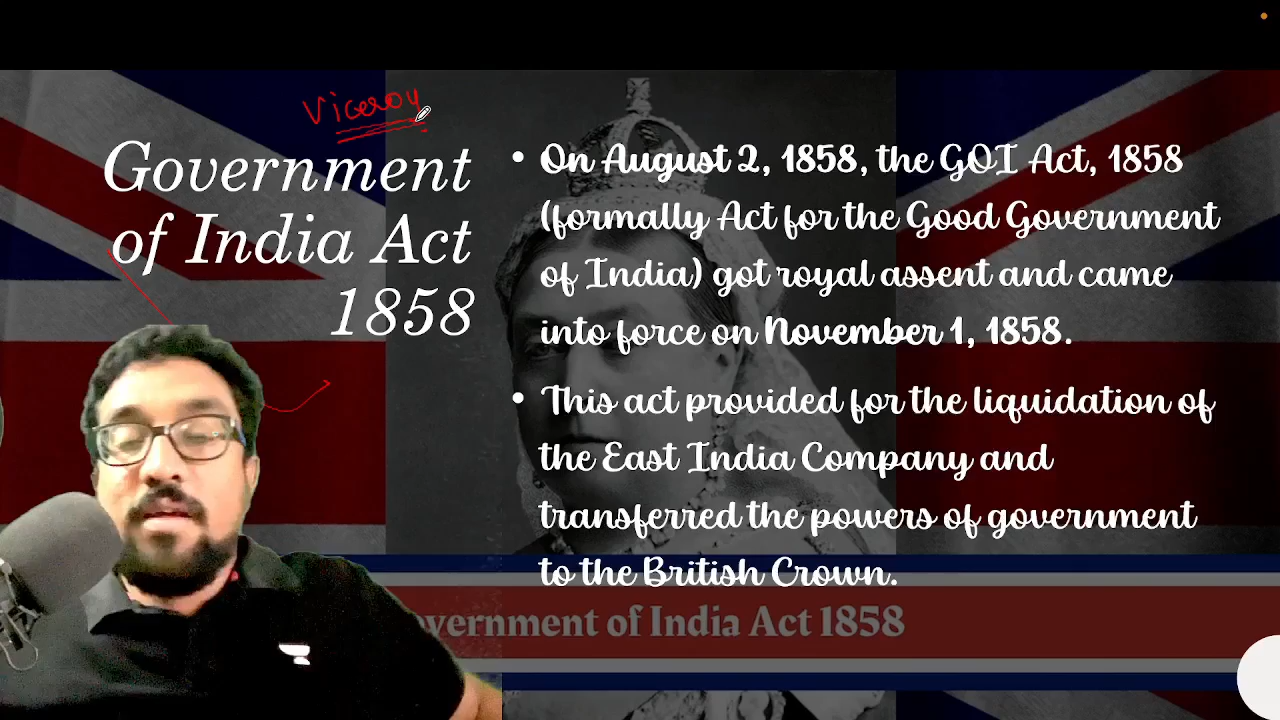 Viceroy
Government
of India Act
1858
• On August 2, 1858, the GOI Act, 1858
(formally Act for the Good Government
of India) got royal assent and came
into force on November 1, 1858.
• This act provided for the liquidation of
the East India Company and
transferred the powers of government
to the British Crown.
vernment of India Act 1858